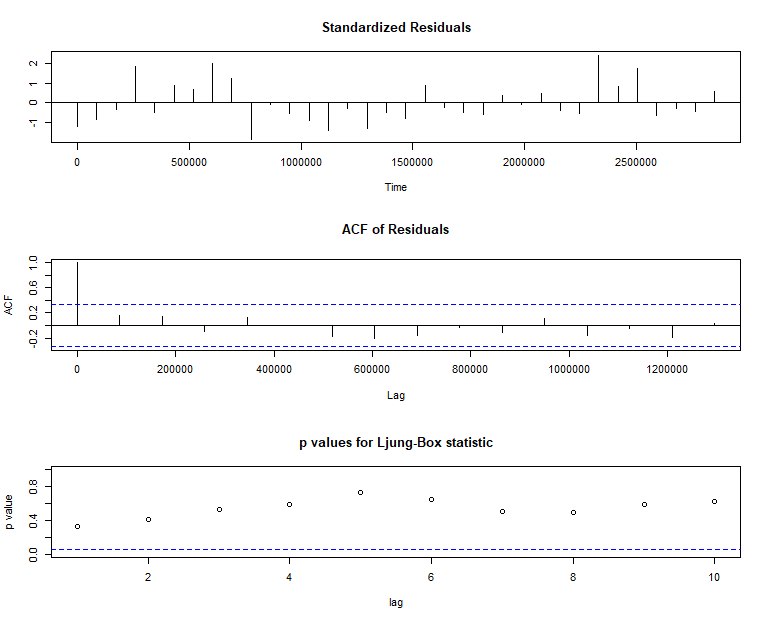 Standardized Residuals
2
1
0
-1
0 500000 1000000 1500000 2000000 2500000
Time
ACF of Residuals
ACF
1.0
0.6
0.2
-0.2
0 200000 400000 600000 800000 1000000 1200000
Lag
p values for Ljung-Box statistic
p value
0.8
0.4
0.0
2 4 6 8 10
lag